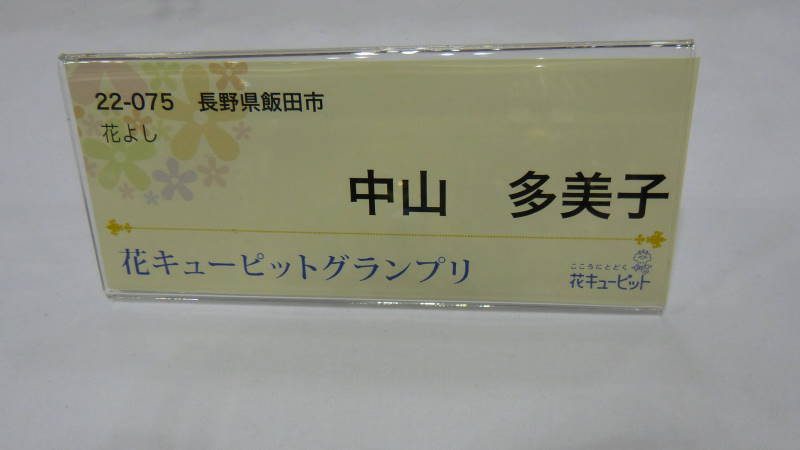 22-075 長野県飯田市
花よし
中山 多美子
花キューピットグランプリ
こころにとどく
花キューピット